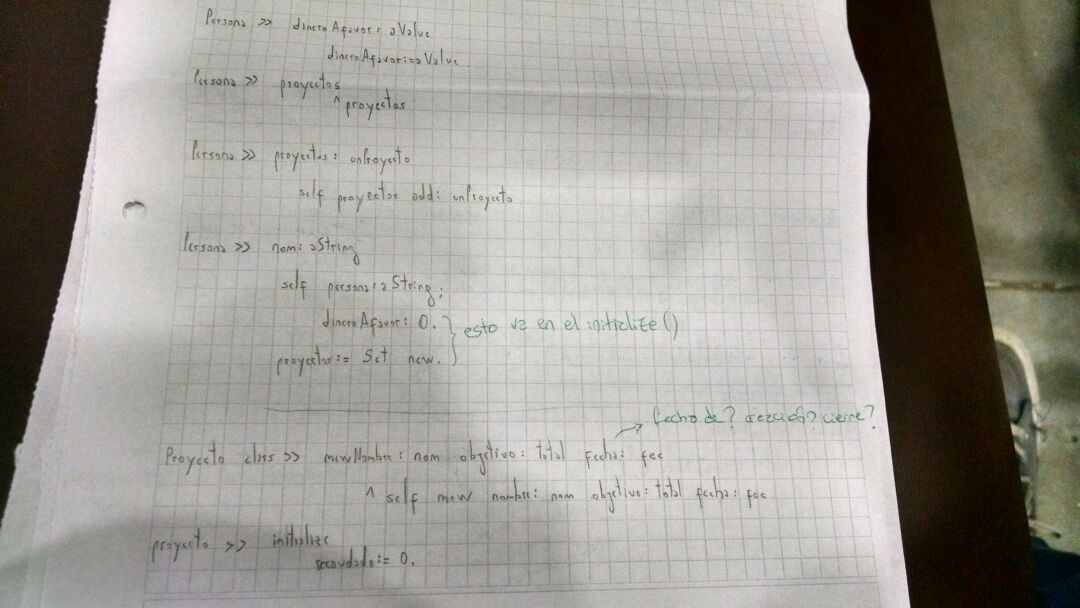 Persona >> dineroAfavor: aValue
dineroAfavor:=aValue.
Persona >> proyectos
^proyectos
Persona >> proyectos: unProyecto
self proyectos add: unProyecto
Persona >> nom: aString
self persona: aString;
dineroAfavor: 0. } esto va en el initialize()
proyectos:= Set new.
fecha de? creación? cierre?
Proyecto class >> newNombre: nom objetivo: total fecha: fec
^ self new nombre: nom objetivo: total fecha: fec
proyecto >> initialize
recaudado:= 0.